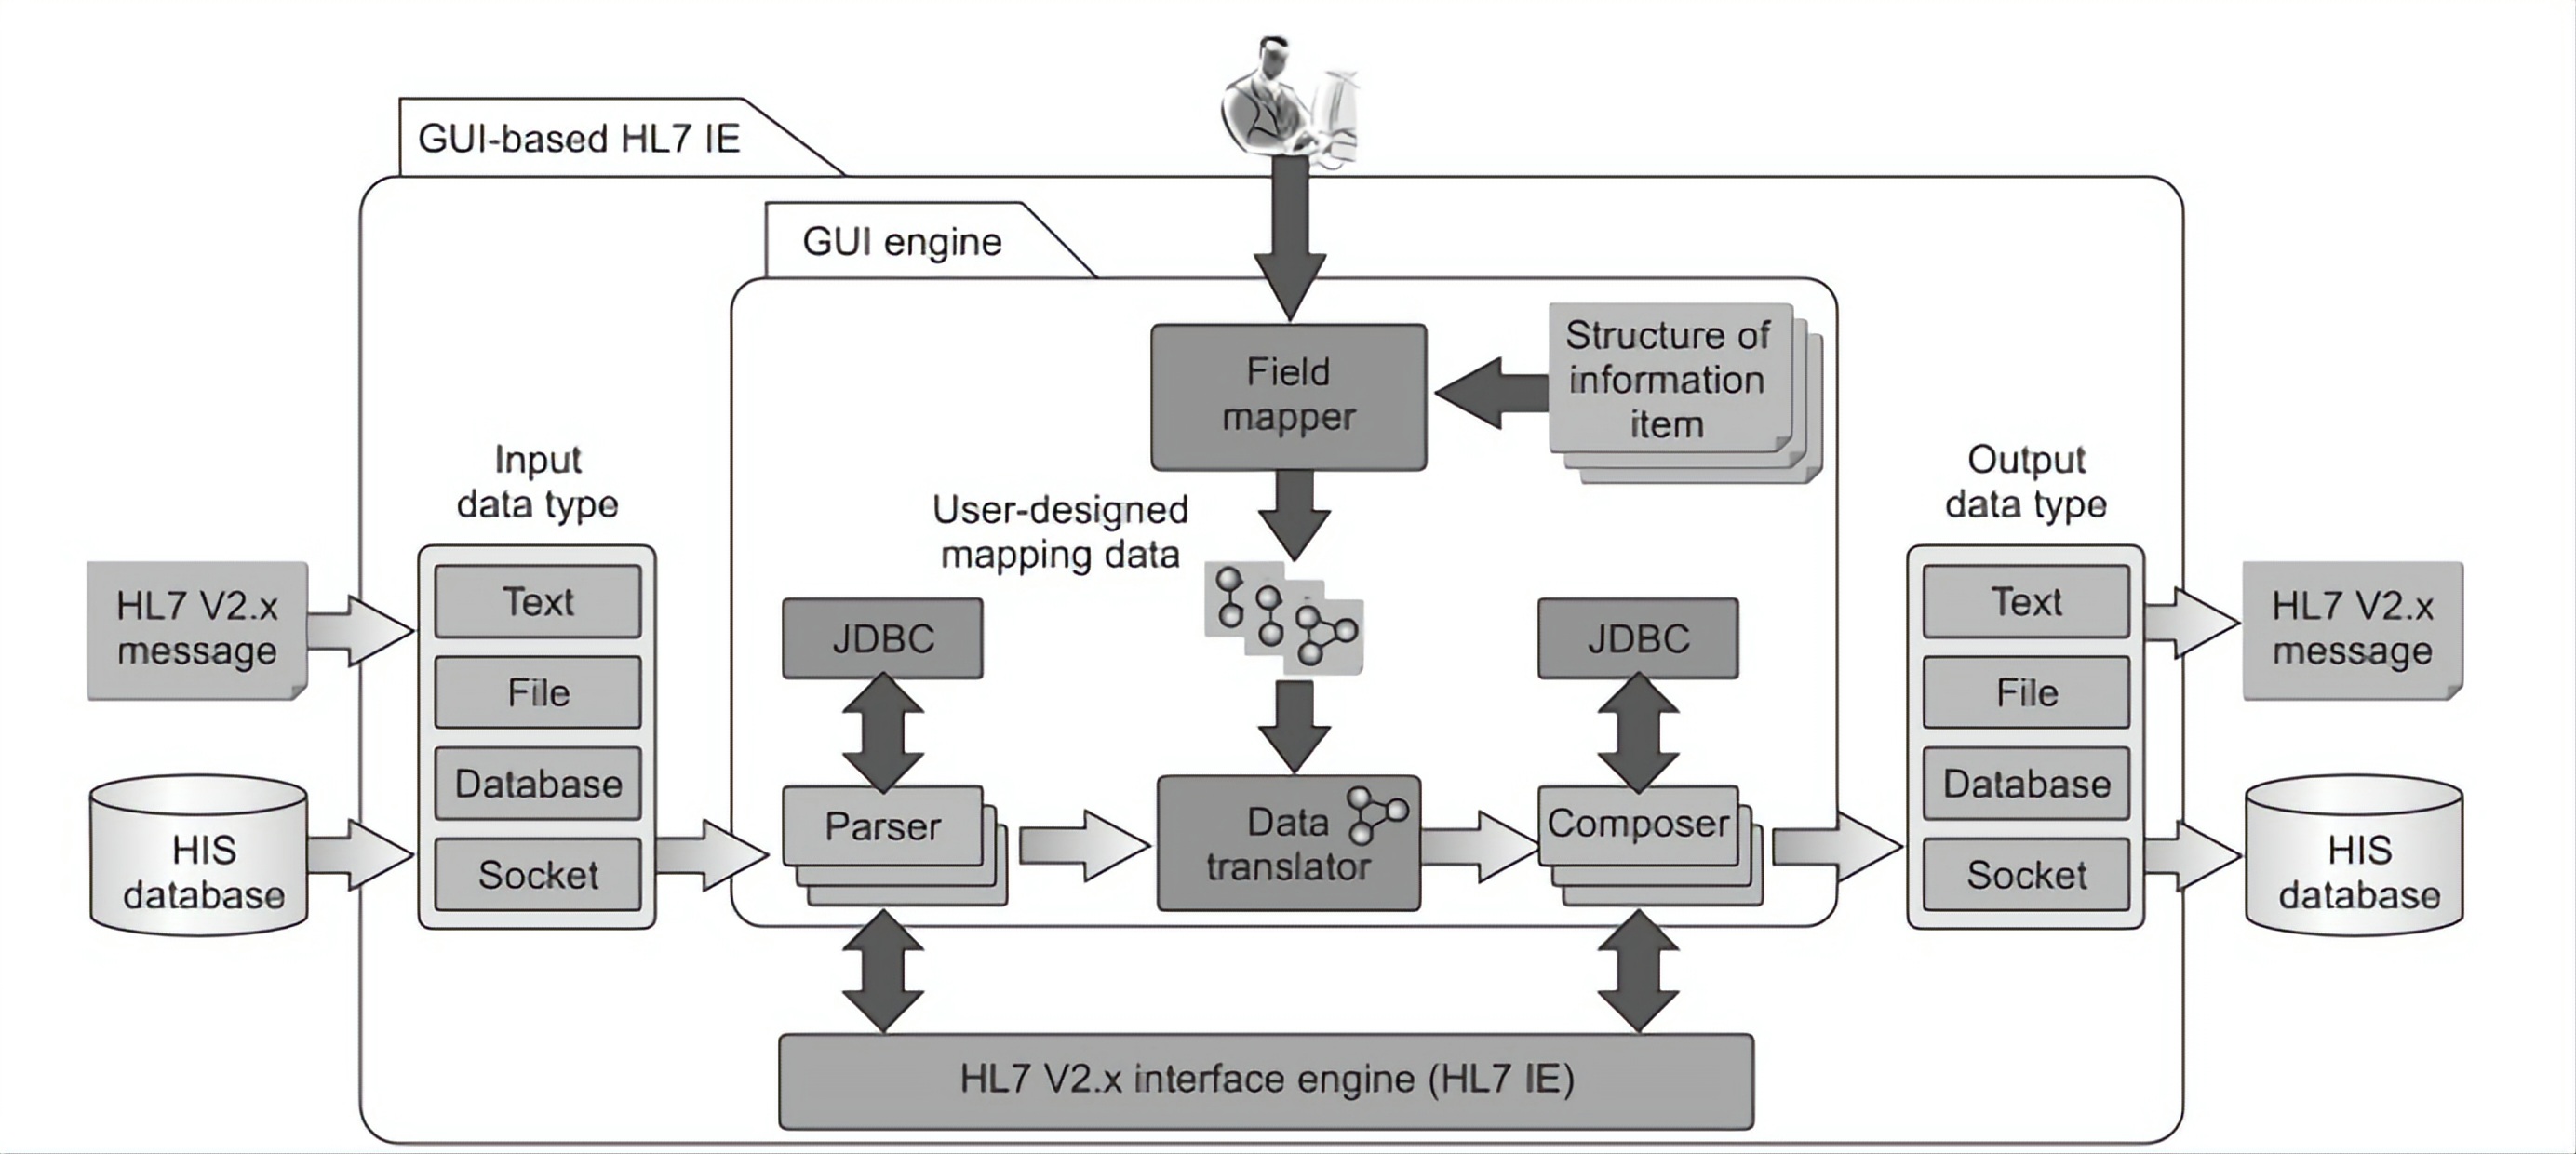 GUI-based HL7 IE
GUI engine
Field
mapper
Structure of
information
item
Input
data type
User-designed
mapping data
Output
data type
HL7 V2.x
message
Text
File
Database
Socket
HIS
database
JDBC
Parser
Data
translator
JDBC
Composer
Text
File
Database
Socket
HL7 V2.x
message
HIS
database
HL7 V2.x interface engine (HL7 IE)